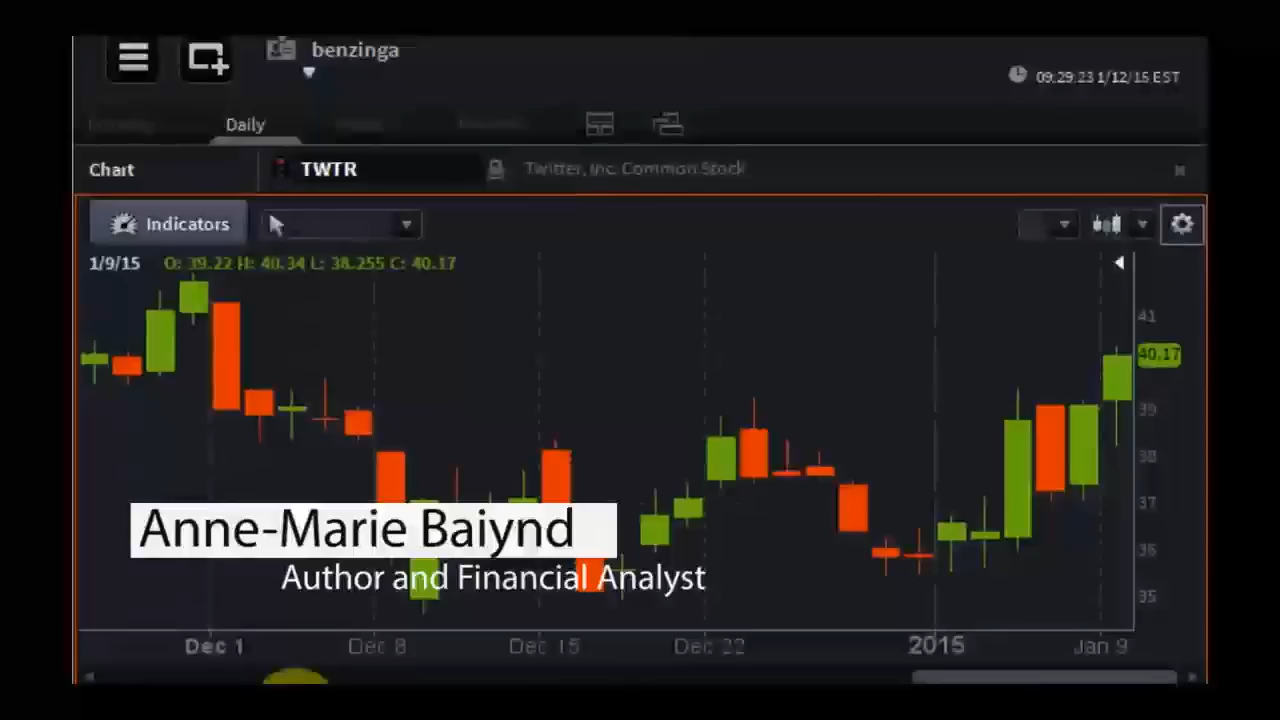 benzinga
09:29:23 1/12/15 EST
Daily
Chart
TWTR
Twitter, Inc. Common Stock
Indicators
1/9/15 O: 39.22 H: 40.34 L: 38.255 C: 40.17
41
40.17
39
38
37
36
35
Anne-Marie Baiynd
Author and Financial Analyst
Dec 1 Dec 8 Dec 15 Dec 22 2015 Jan 9